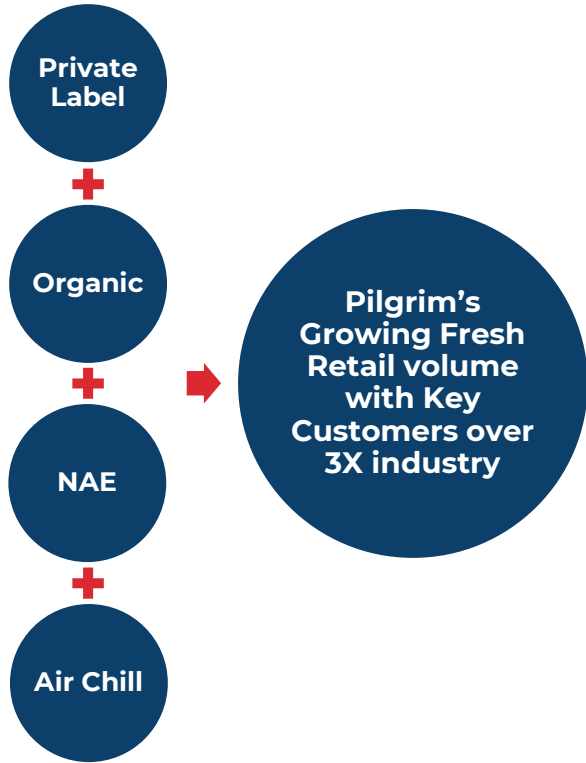 Private
Label
Organic
NAE
Air Chill
Pilgrim’s
Growing Fresh
Retail volume
with Key
Customers over
3X industry